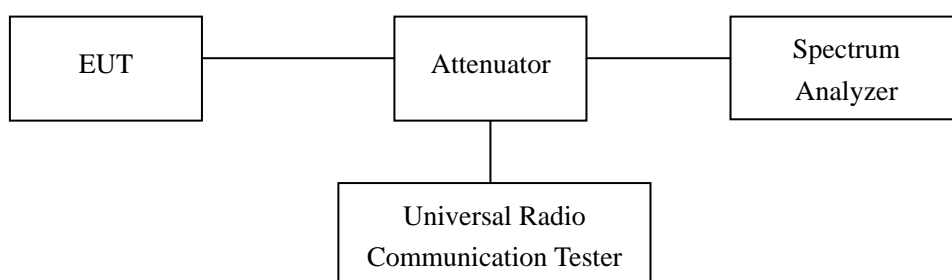 EUT
Attenuator
Spectrum
Analyzer
Universal Radio
Communication Tester